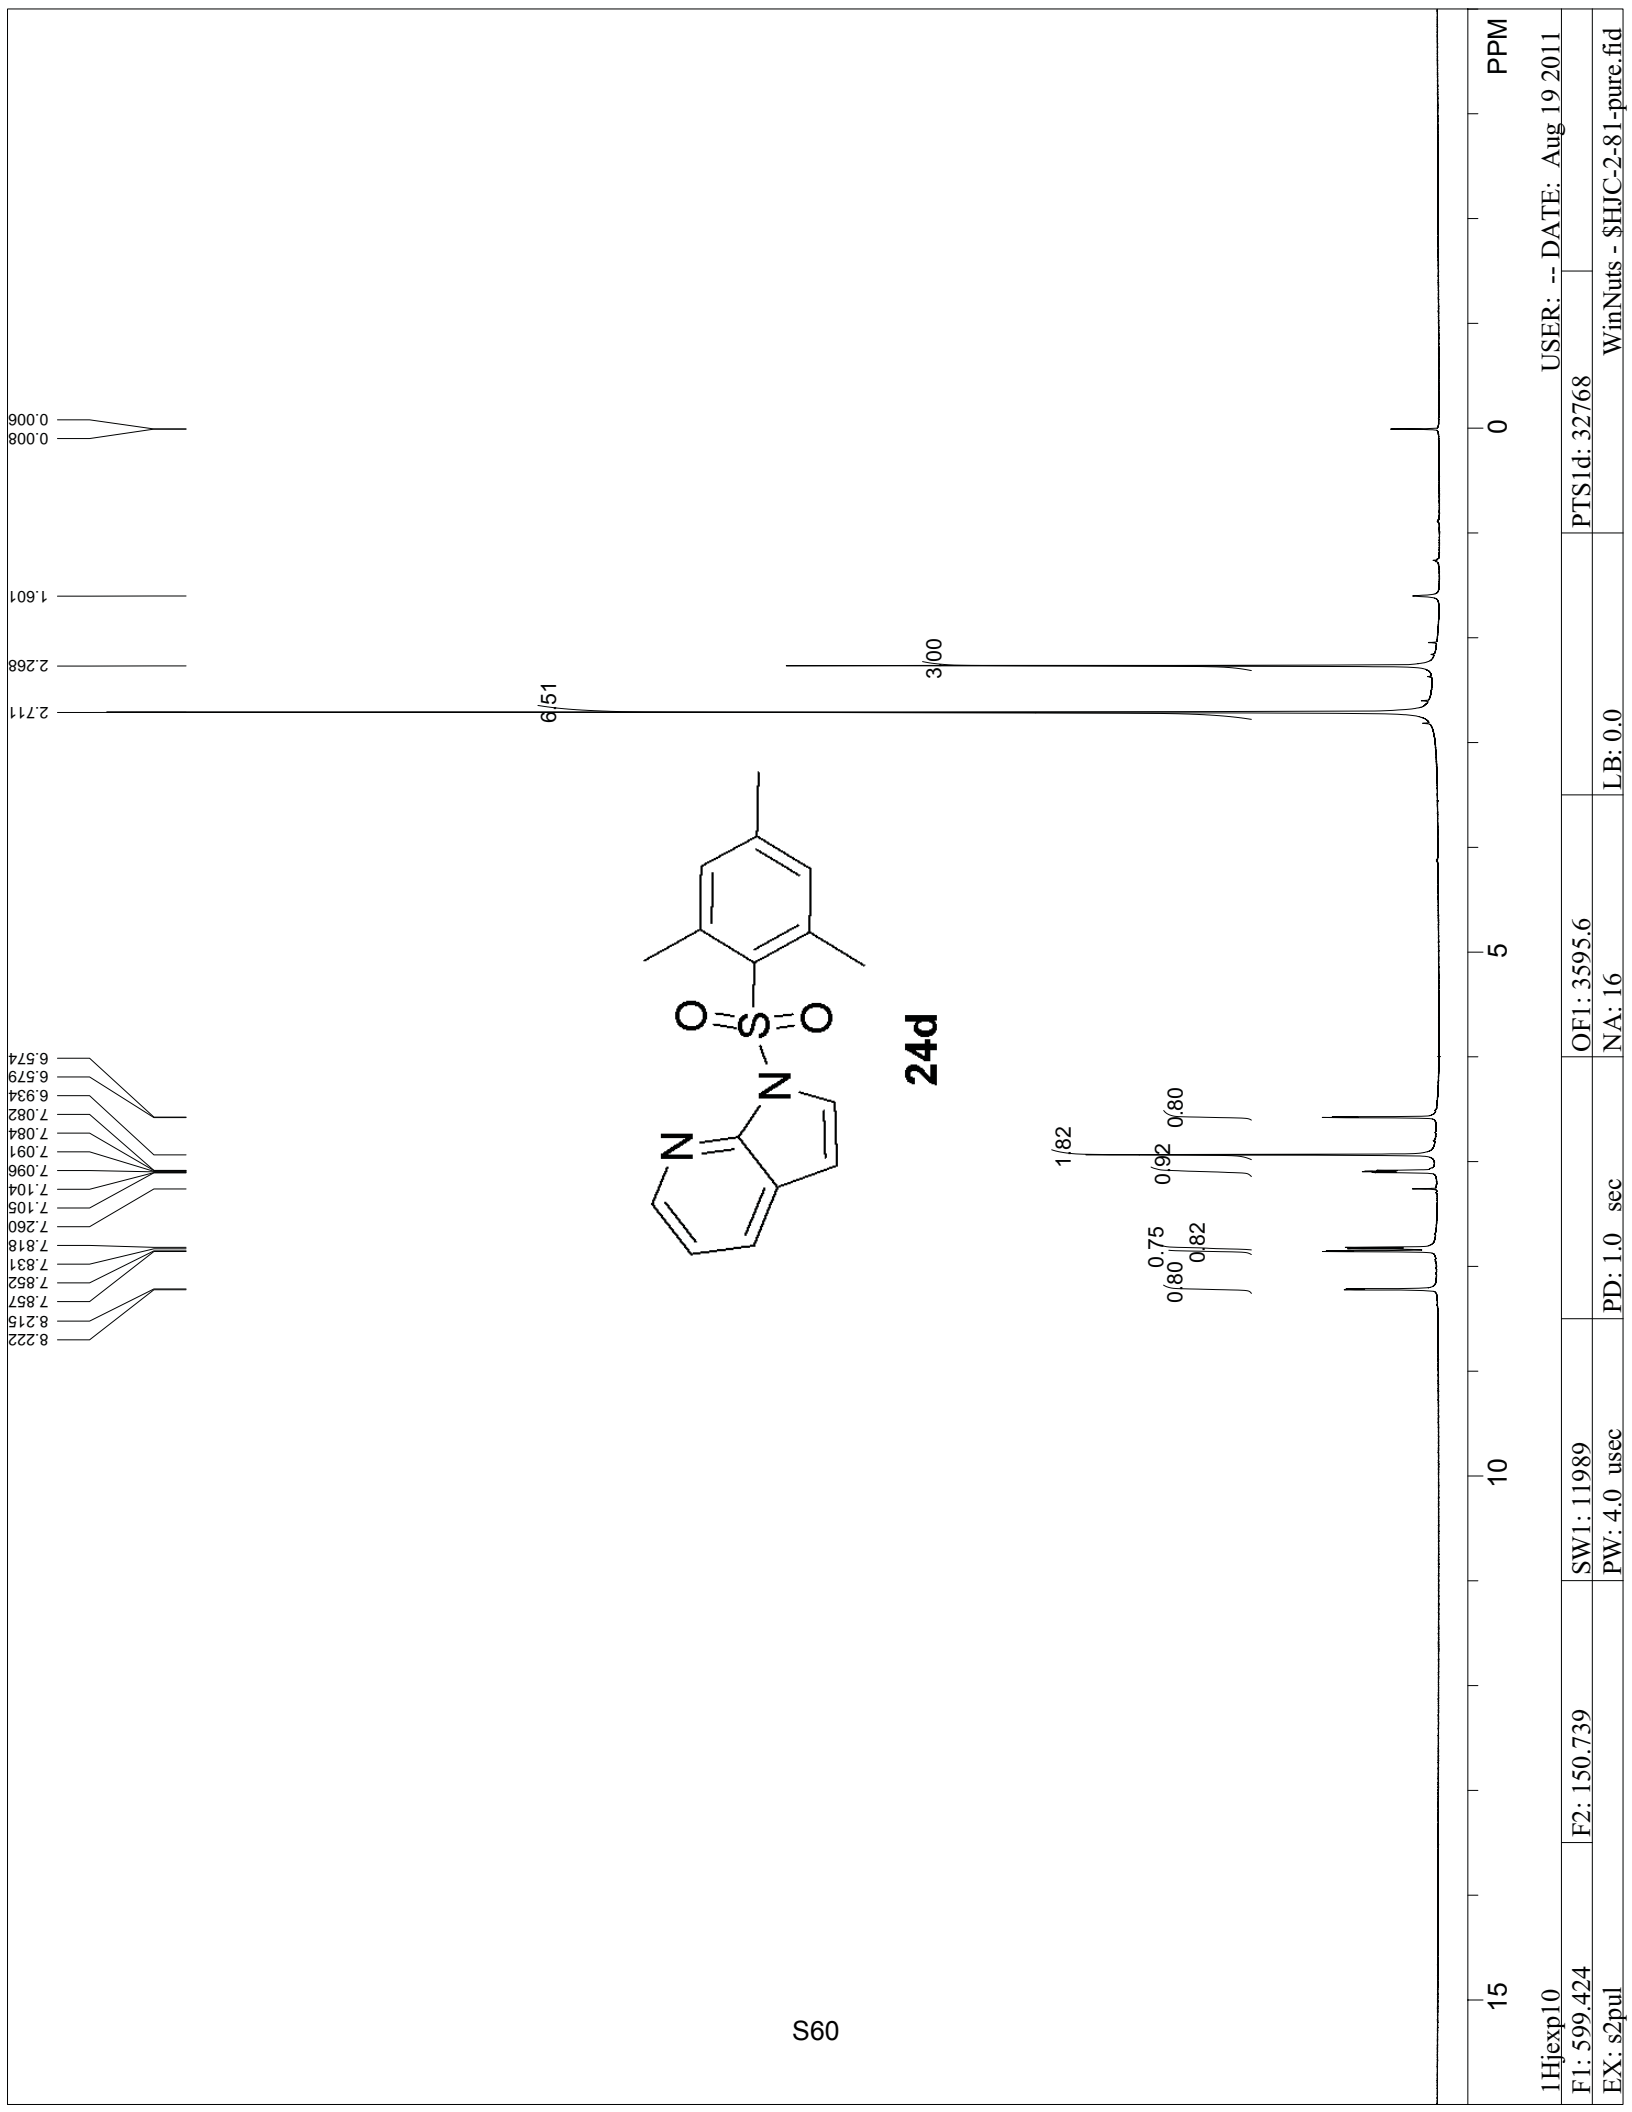 8.222
8.215
7.857
7.852
7.831
7.818
7.260
7.105
7.104
7.096
7.091
7.084
7.082
6.934
6.579
6.574
2.711
2.268
1.601
0.008
0.006
6.51
3.00
N
N
S
O
O
24d
0.80
0.75
0.82
0.92
1.82
0.80
15
10
5
0
PPM
1Hjexp10
USER: -- DATE: Aug 19 2011
F1: 599.424
F2: 150.739
SW1: 11989
OF1: 3595.6
PTS1d: 32768
EX: s2pul
PW: 4.0 usec
PD: 1.0 sec
NA: 16
LB: 0.0
WinNuts - $HJC-2-81-pure.fid
S60